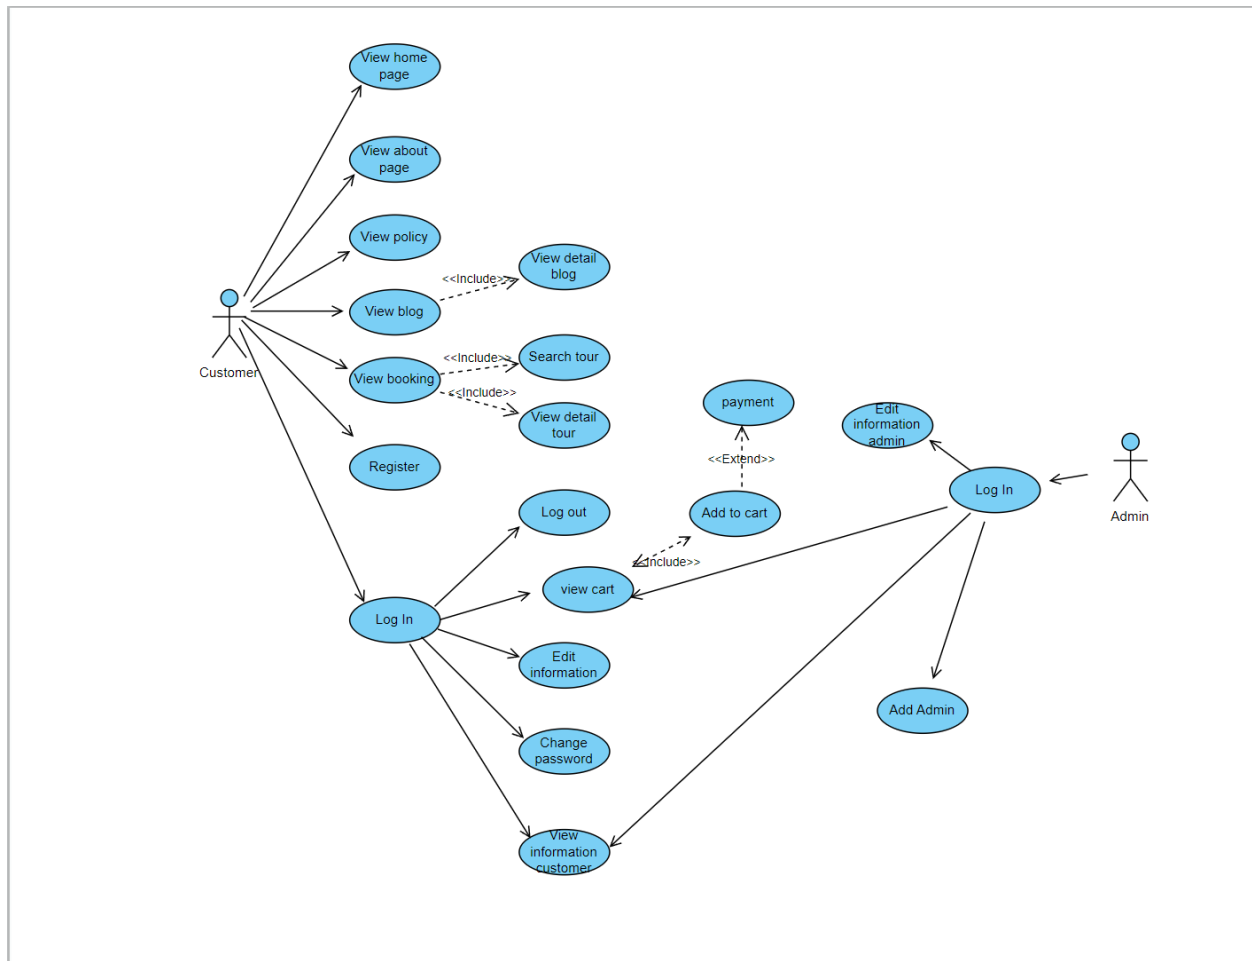 View home
page
View about
page
View policy
View detail
blog
<<Include>>
View blog
Customer
Search tour
<<Include>>
View booking
<<Include>>
View detail
tour
payment
Edit
information
admin
<<Extend>>
Register
Log In
Admin
Log out
Add to cart
<<Include>>
view cart
Log In
Edit
information
Add Admin
Change
password
View
information
customer